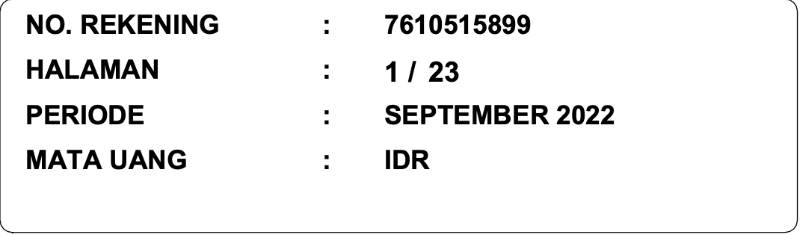 NO. REKENING : 7610515899
HALAMAN : 1 / 23
PERIODE : SEPTEMBER 2022
MATA UANG : IDR